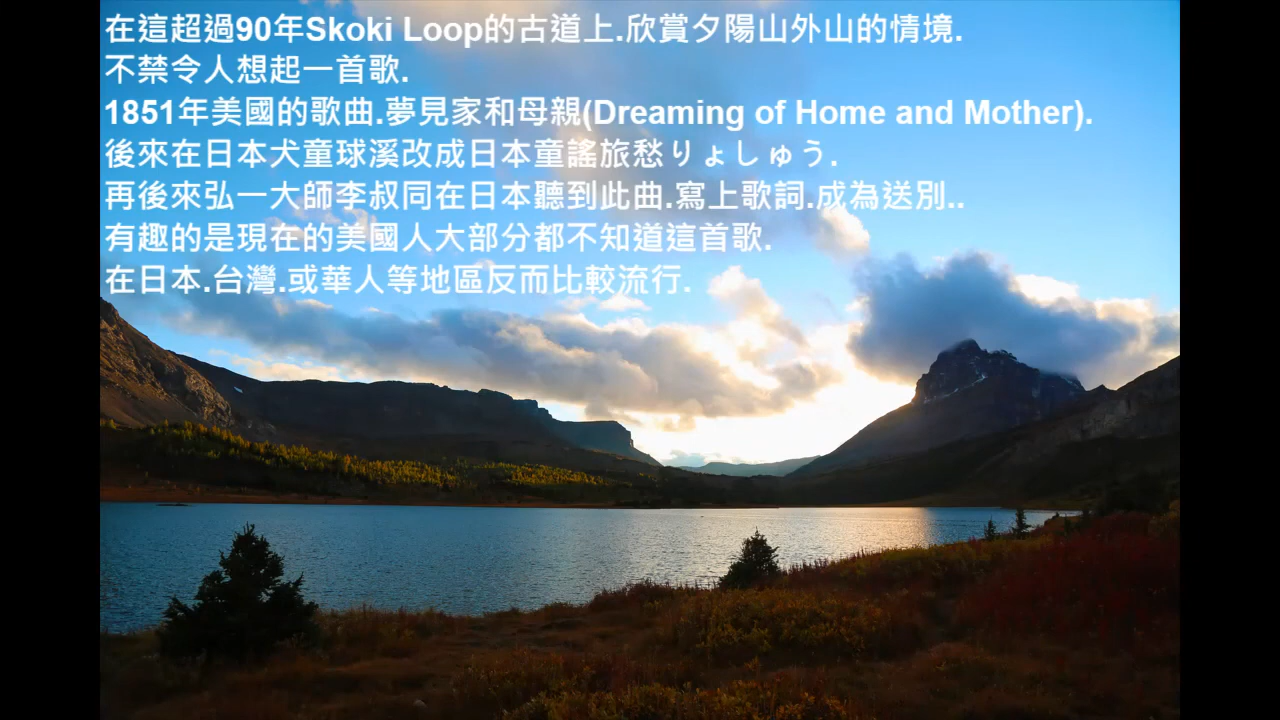 在這超過90年Skoki Loop的古道上.欣賞夕陽山外山的情境.
不禁令人想起一首歌.
1851年美國的歌曲.夢見家和母親(Dreaming of Home and Mother).
後來在日本犬童球溪改成日本童謠旅愁りょしゅう.
再後來弘一大師李叔同在日本聽到此曲.寫上歌詞.成為送別..
有趣的是現在的美國人大部分都不知道這首歌.
在日本.台灣.或華人等地區反而比較流行.